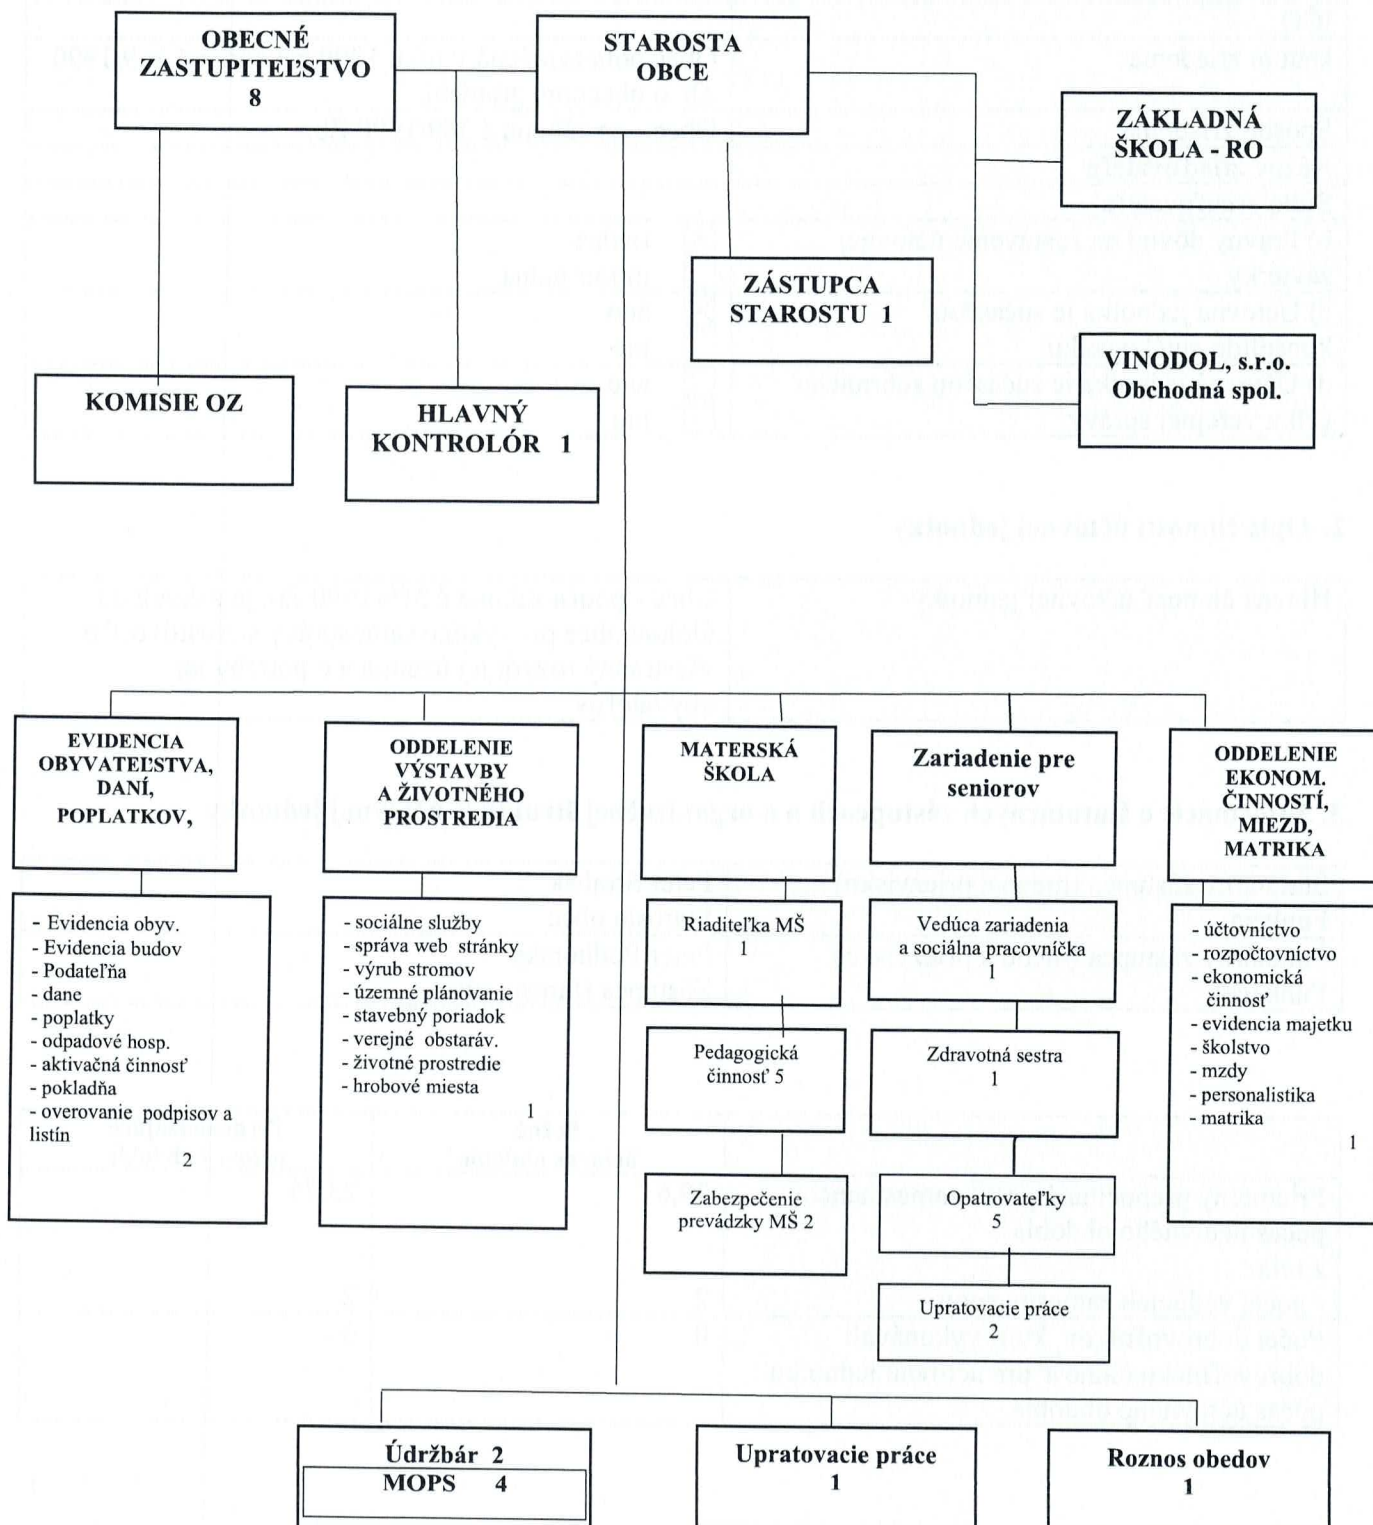 OBECNÉ
ZASTUPITEĽSTVO
8
STAROSTA
OBCE
ZÁKLADNÁ
ŠKOLA - RO
ZÁSTUPCA
STAROSTU 1
VINODOL, s.r.o.
Obchodná spol.
KOMISIE OZ
HLAVNÝ
KONTROLÓR 1
EVIDENCIA
OBYVATEĽSTVA,
DANÍ,
POPLATKOV,
ODDELENIE
VÝSTAVBY
A ŽIVOTNÉHO
PROSTREDIA
MATERSKÁ
ŠKOLA
Zariadenie pre
seniorov
ODDELENIE
EKONOM.
ČINNOSTÍ,
MIEZD,
MATRIKA
- Evidencia obyv.
- Evidencia budov
- Podateľňa
- dane
- poplatky
- odpadové hosp.
- aktivačná činnosť
- pokladňa
- overovanie podpisov a
listín
2
- sociálne služby
- správa web stránky
- výrub stromov
- územné plánovanie
- stavebný poriadok
- verejné obstaráv.
- životné prostredie
- hrobové miesta
1
Riaditeľka MŠ
1
Pedagogická
činnosť 5
Zabezpečenie
prevádzky MŠ 2
Vedúca zariadenia
a sociálna pracovníčka
1
Zdravotná sestra
1
Opatrovateľky
5
Upratovacie práce
2
- účtovníctvo
- rozpočtovníctvo
- ekonomická
činnosť
- evidencia majetku
- školstvo
- mzdy
- personalistika
- matrika
1
Údržbár 2
MOPS 4
Upratovacie práce
1
Roznos obedov
1